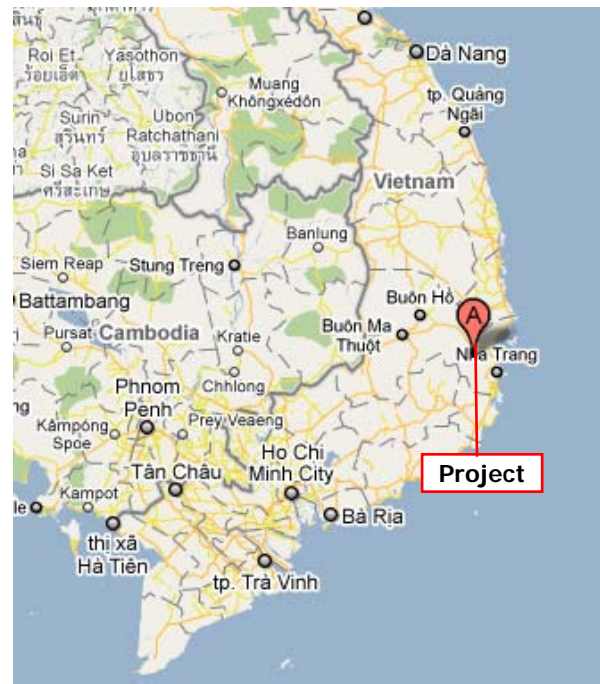 Dà Nang
Roi Et
ร้อยเอ็ด
Yasothon
ยโสธร
Muang
Khôngxédôn
tp. Quảng
Ngãi
Surin
สุรินทร์
Ubon
Ratchathani
อุบลราชธานี
Si Sa Ket
ศรีสะเกษ
Vietnam
Banlung
Siem Reap
Stung Treng
Battambang
Buôn Hồ
A
Pursat
Cambodia
Kratie
Buôn Ma
Thuột
Nha Trang
Phnom
Penh
Chhlong
Kâmpóng
Spoe
Prey Veaeng
Ho Chi
Minh City
Project
Tân Châu
Kampot
Bà Rịa
thị xã
Hà Tiên
tp. Trà Vinh